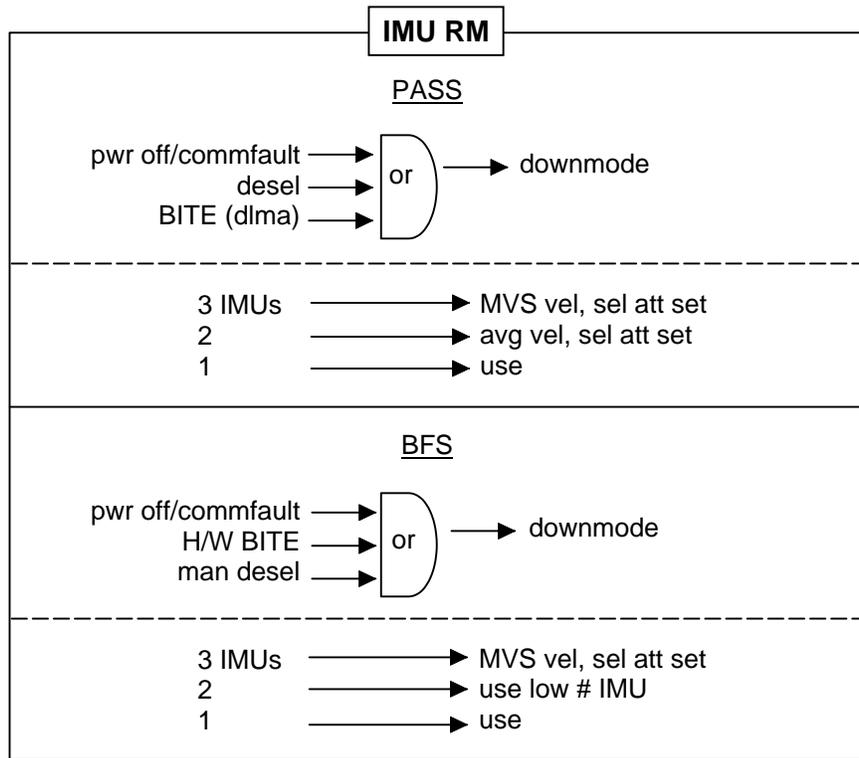 IMU RM
PASS
pwr off/commfault
desel
BITE (dlma)
or
downmode
3 IMUs MVS vel, sel att set
2 avg vel, sel att set
1 use
BFS
pwr off/commfault
H/W BITE
man desel
or
downmode
3 IMUs MVS vel, sel att set
2 use low # IMU
1 use